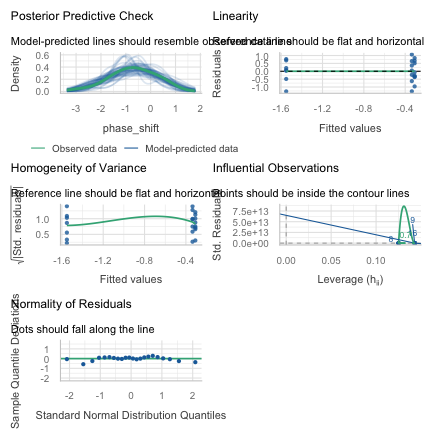 Posterior Predictive Check
Model-predicted lines should resemble observed data line
Density
0.6
0.4
0.2
0.0
-3
-2
-1
0
1
2
phase_shift
Observed data
Model-predicted data
Linearity
Reference line should be flat and horizontal
Residuals
1.0
0.5
0.0
-1.0
-1.6
-1.2
-0.8
-0.4
Fitted values
Homogeneity of Variance
Reference line should be flat and horizontal
√|Std. residuals|
1.0
0.5
-1.6
-1.2
-0.8
-0.4
Fitted values
Influential Observations
Points should be inside the contour lines
Std. Residuals
7.5e+13
5.0e+13
2.5e+13
0.0e+00
0.00
0.05
0.10
Leverage (hᵢᵢ)
9
Normality of Residuals
Dots should fall along the line
Sample Quantile Deviations
1
0
-1
-2
-2
-1
0
1
2
Standard Normal Distribution Quantiles